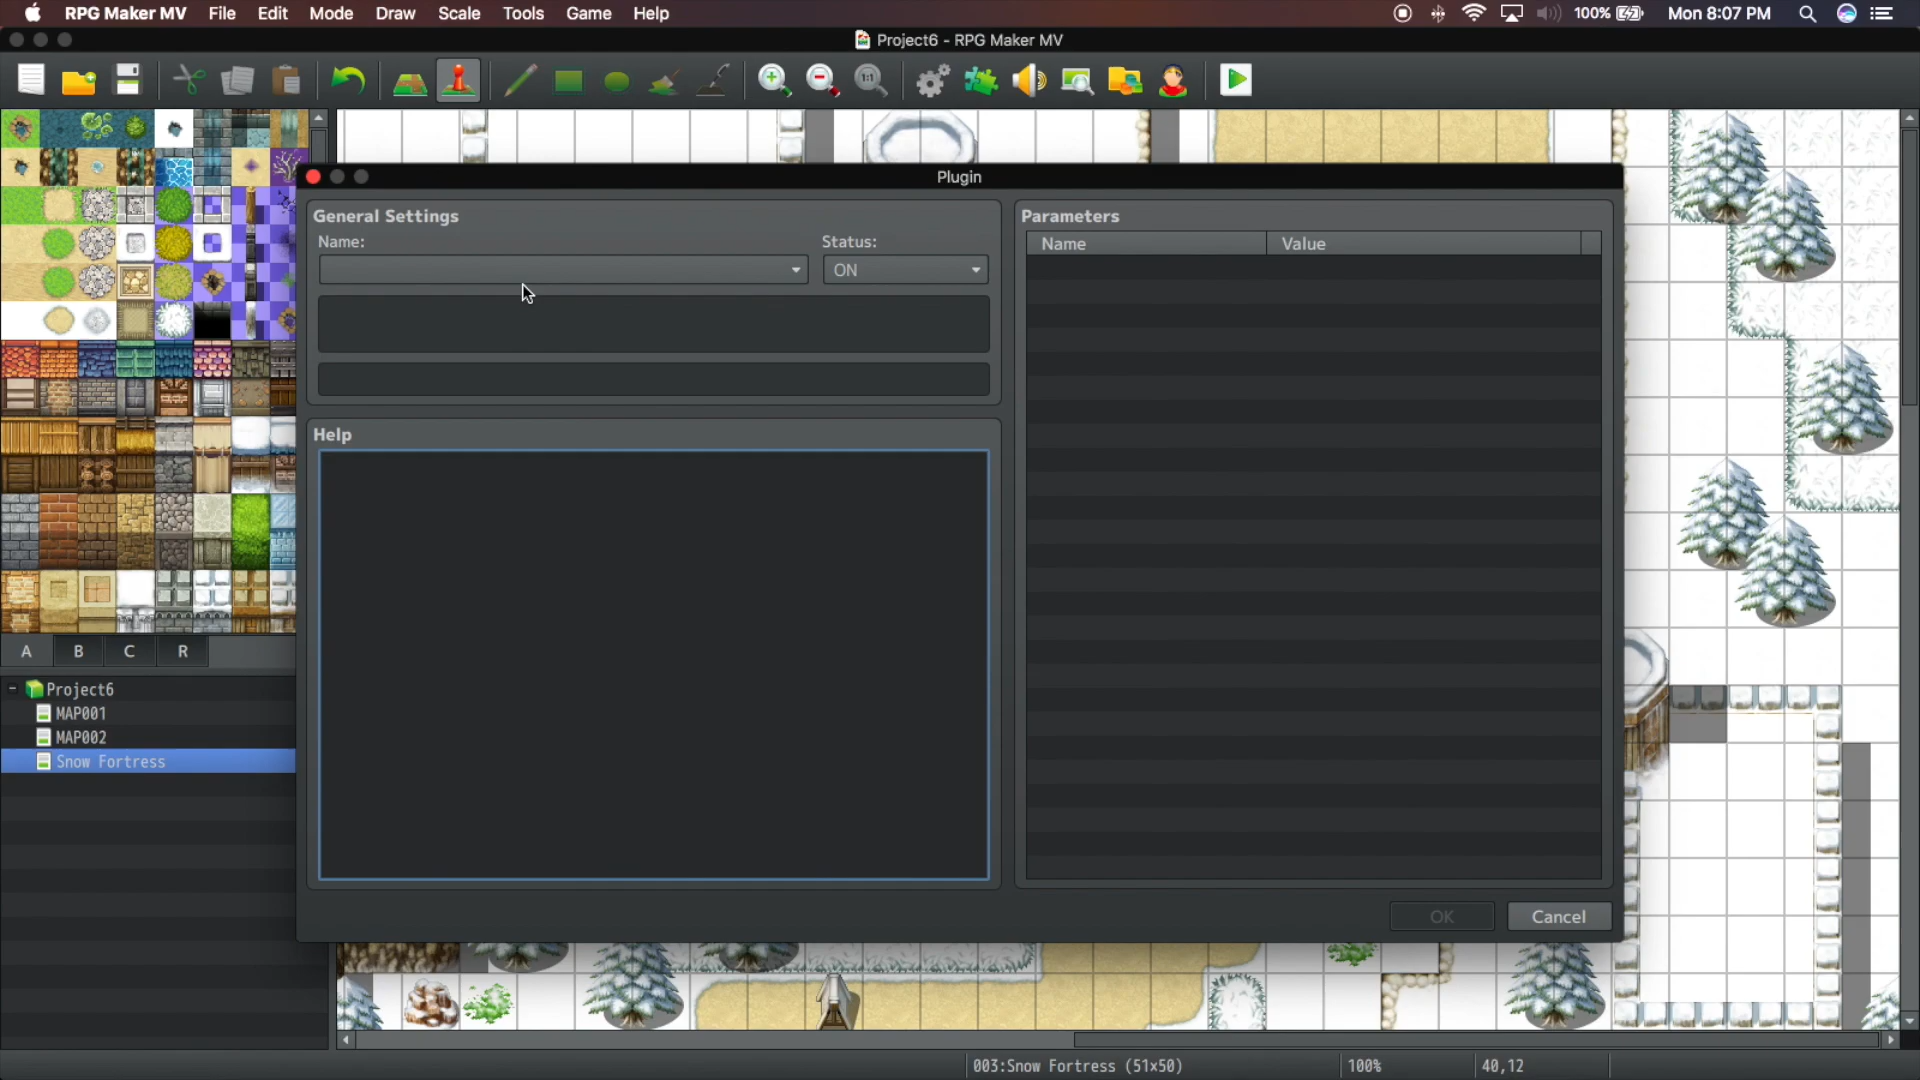 RPG Maker MV File Edit Mode Draw Scale Tools Game Help 100% Mon 8:07 PM
Project6 - RPG Maker MV
1:1
Plugin
General Settings
Name: Status:
ON
Help
Parameters
Name Value
OK Cancel
A B C R
Project6
MAP001
MAP002
Snow Fortress
003:Snow Fortress (51x50) 100% 40,12